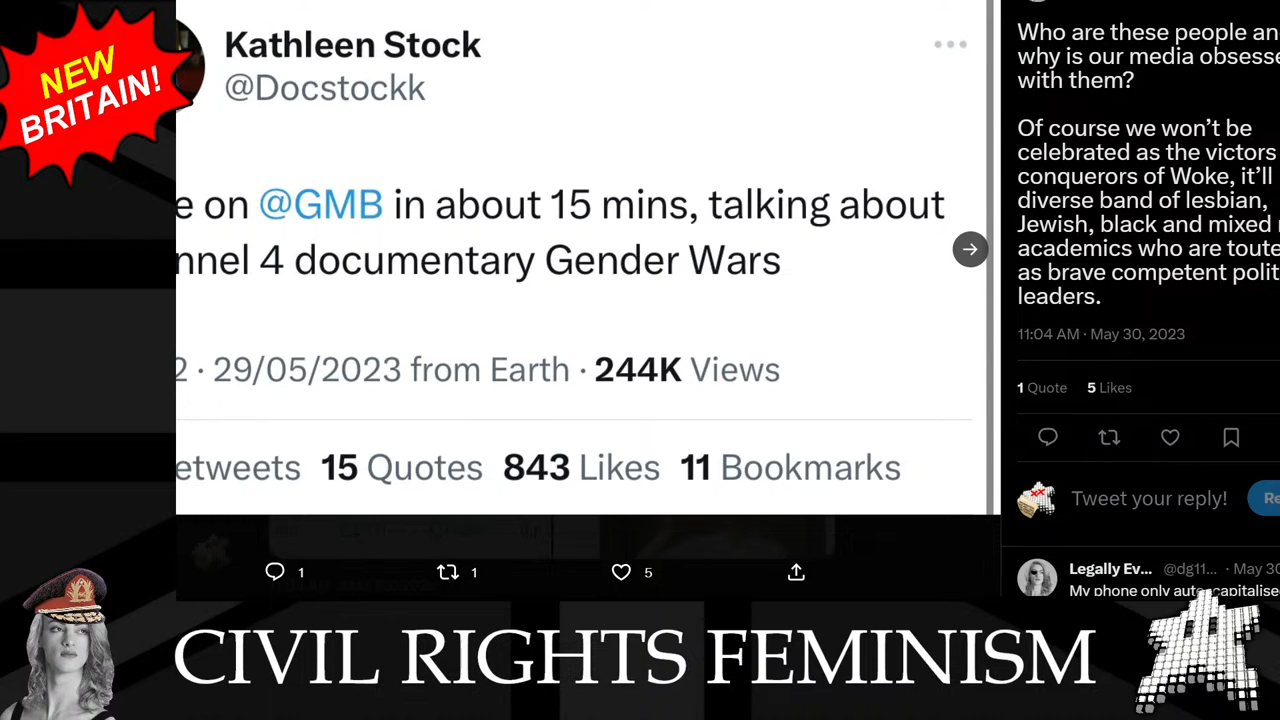 NEW
BRITAIN!
Kathleen Stock
@Docstockk
e on @GMB in about 15 mins, talking about
nnel 4 documentary Gender Wars
2 · 29/05/2023 from Earth · 244K Views
etweets 15 Quotes 843 Likes 11 Bookmarks
1 1 5
Who are these people an
why is our media obsesse
with them?
Of course we won’t be
celebrated as the victors
conquerors of Woke, it’ll
diverse band of lesbian,
Jewish, black and mixed
academics who are toute
as brave competent polit
leaders.
11:04 AM · May 30, 2023
1 Quote 5 Likes
Tweet your reply! Re
Legally Ev... @dg11... · May 30
My phone only auto-capitalise
CIVIL RIGHTS FEMINISM